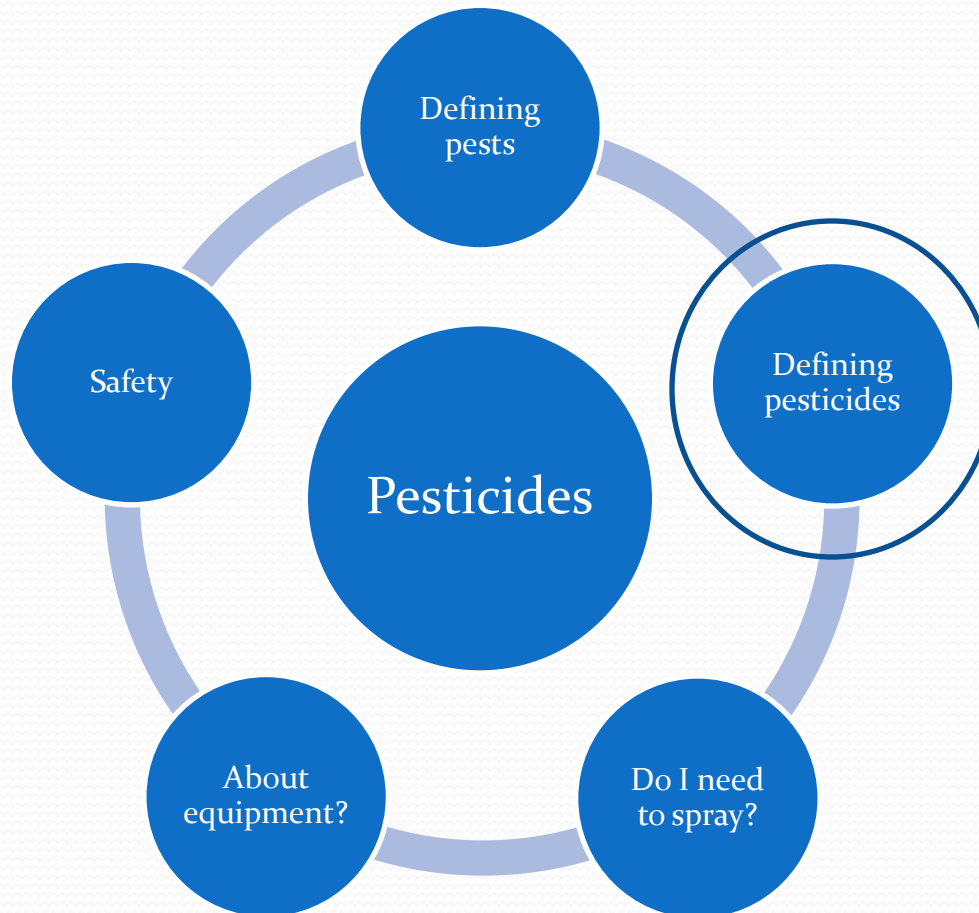 Defining
pests
Defining
pesticides
Safety
Pesticides
About
equipment?
Do I need
to spray?